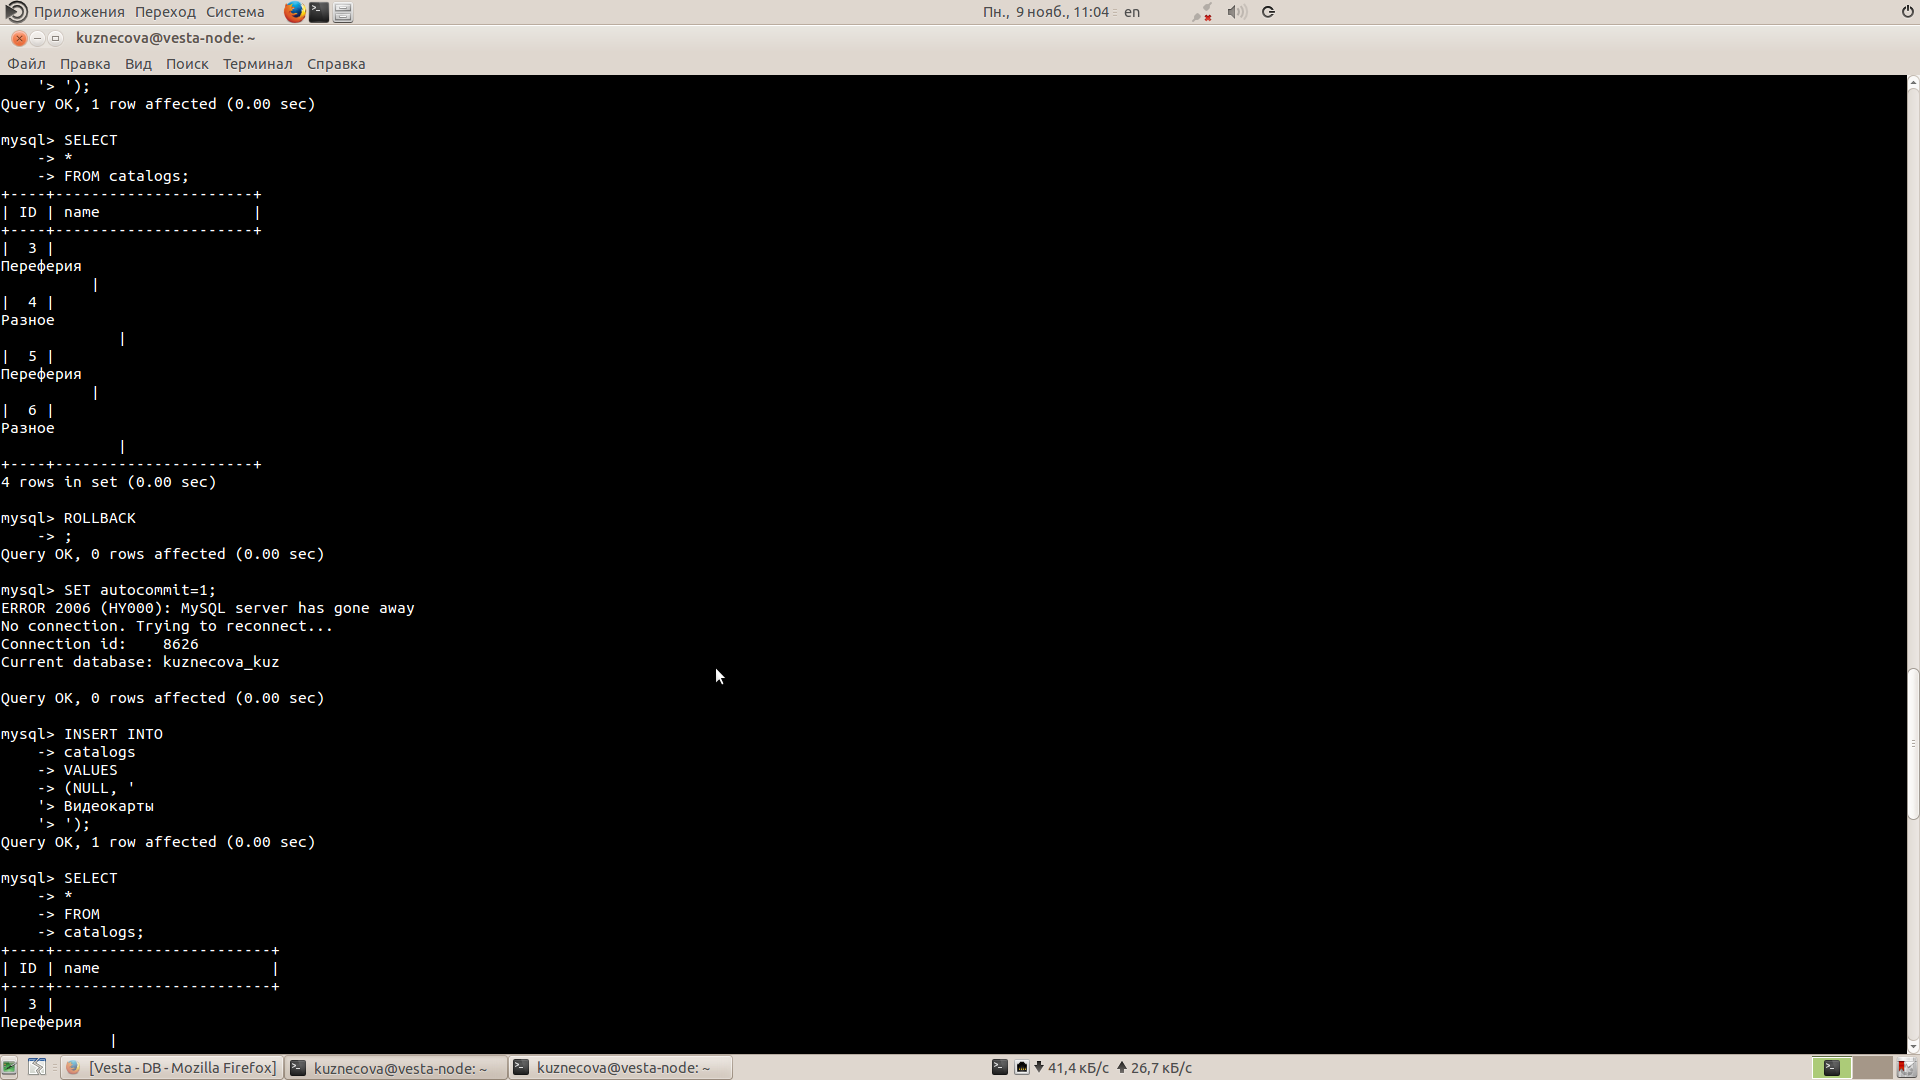 Приложения Переход Система
Пн., 9 нояб., 11:04 en
kuznecova@vesta-node: ~
Файл Правка Вид Поиск Терминал Справка
    '> ');
Query OK, 1 row affected (0.00 sec)

mysql> SELECT
    -> *
    -> FROM catalogs;
+----+----------------------+
| ID | name                 |
+----+----------------------+
|  3 |
Переферия
          |
|  4 |
Разное
             |
|  5 |
Переферия
          |
|  6 |
Разное
             |
+----+----------------------+
4 rows in set (0.00 sec)

mysql> ROLLBACK
    -> ;
Query OK, 0 rows affected (0.00 sec)

mysql> SET autocommit=1;
ERROR 2006 (HY000): MySQL server has gone away
No connection. Trying to reconnect...
Connection id:    8626
Current database: kuznecova_kuz

Query OK, 0 rows affected (0.00 sec)

mysql> INSERT INTO
    -> catalogs
    -> VALUES
    -> (NULL, '
    '> Видеокарты
    '> ');
Query OK, 1 row affected (0.00 sec)

mysql> SELECT
    -> *
    -> FROM
    -> catalogs;
+----+------------------------+
| ID | name                   |
+----+------------------------+
|  3 |
Переферия
            |
[Vesta - DB - Mozilla Firefox] kuznecova@vesta-node: ~ kuznecova@vesta-node: ~ 41,4 кБ/с 26,7 кБ/с